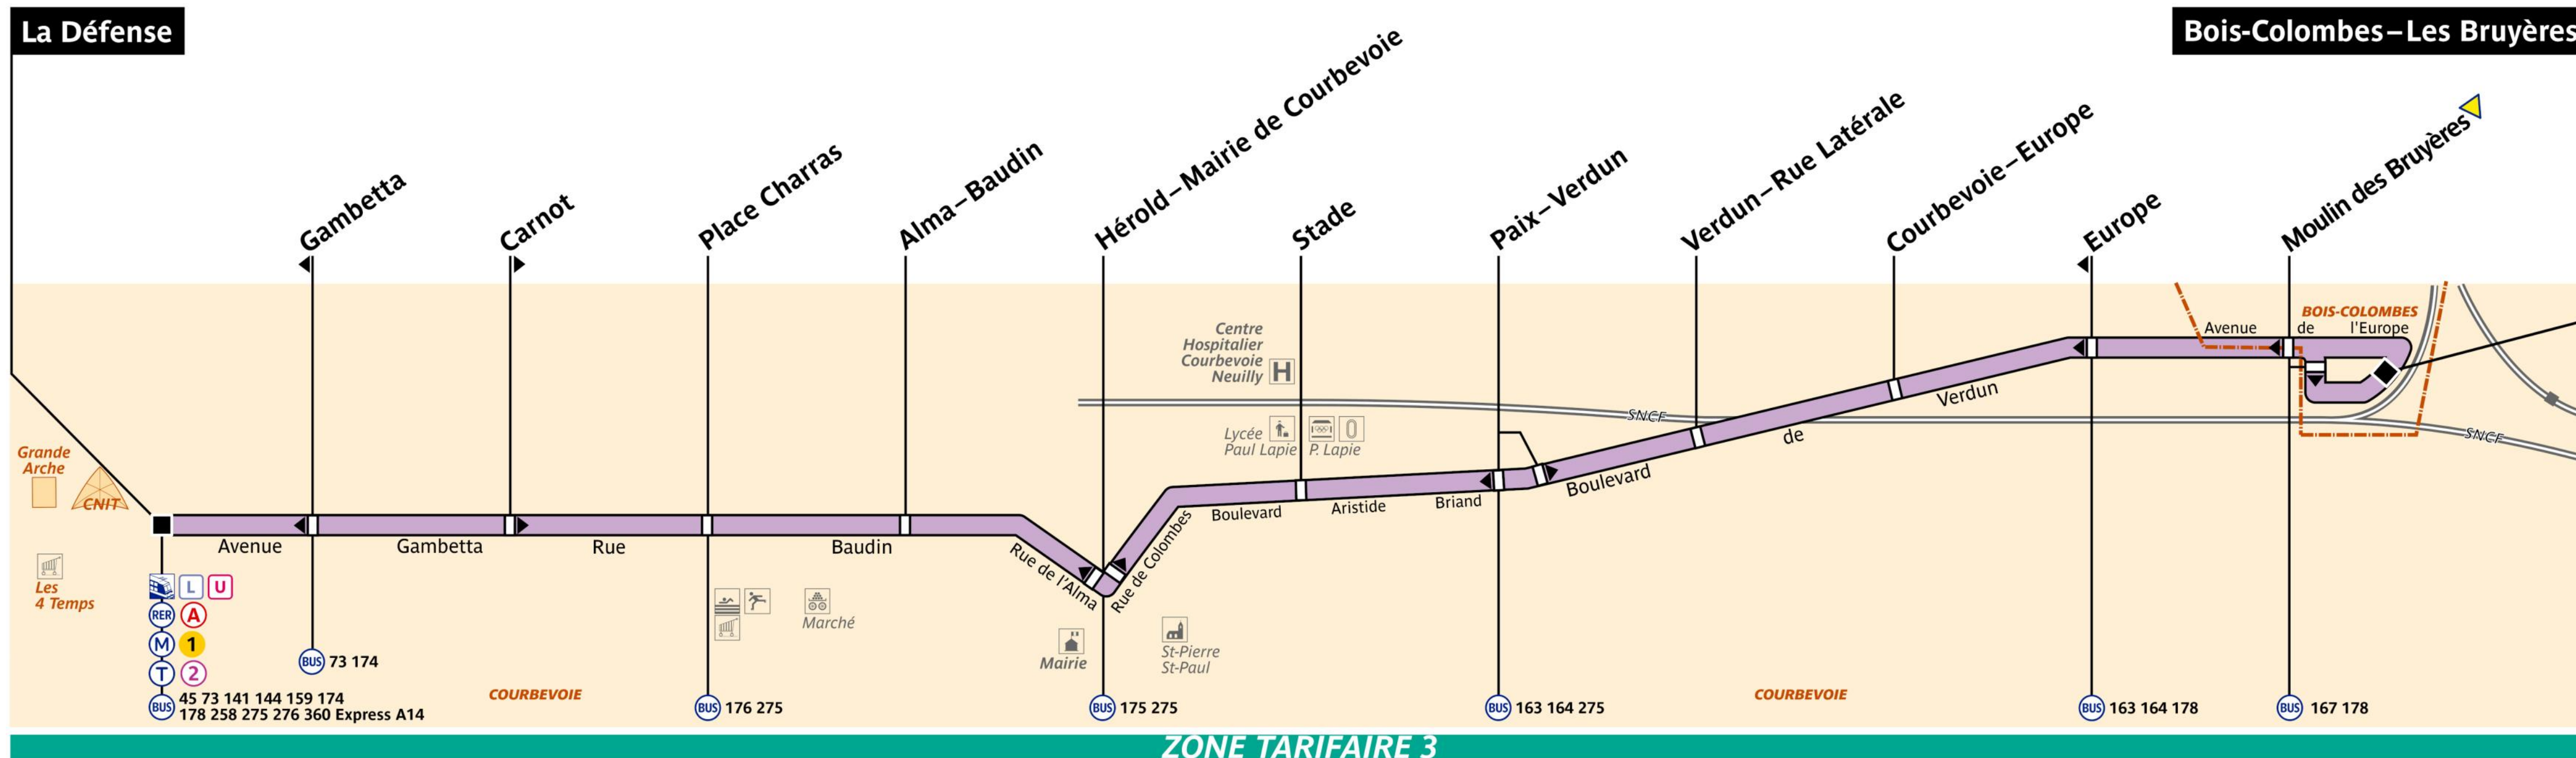 La Défense
Bois-Colombes–Les Bruyères
Gambetta
Carnot
Place Charras
Alma–Baudin
Hérold–Mairie de Courbevoie
Stade
Paix–Verdun
Verdun–Rue Latérale
Courbevoie–Europe
Europe
Moulin des Bruyères
BOIS-COLOMBES
Avenue de l'Europe
Centre
Hospitalier
Courbevoie
Neuilly
H
SNCF
SNCF
Lycée
Paul Lapie
P. Lapie
Grande
Arche
CNIT
Les
4 Temps
Avenue
Gambetta
Rue
Baudin
Rue de l'Alma
Rue de Colombes
Boulevard
Aristide
Briand
Boulevard
de
Verdun
L U
RER A
M 1
T 2
BUS 45 73 141 144 159 174
178 258 275 276 360 Express A14
BUS 73 174
COURBEVOIE
Marché
BUS 176 275
Mairie
St-Pierre
St-Paul
BUS 175 275
BUS 163 164 275
COURBEVOIE
BUS 163 164 178
BUS 167 178
ZONE TARIFAIRE 3